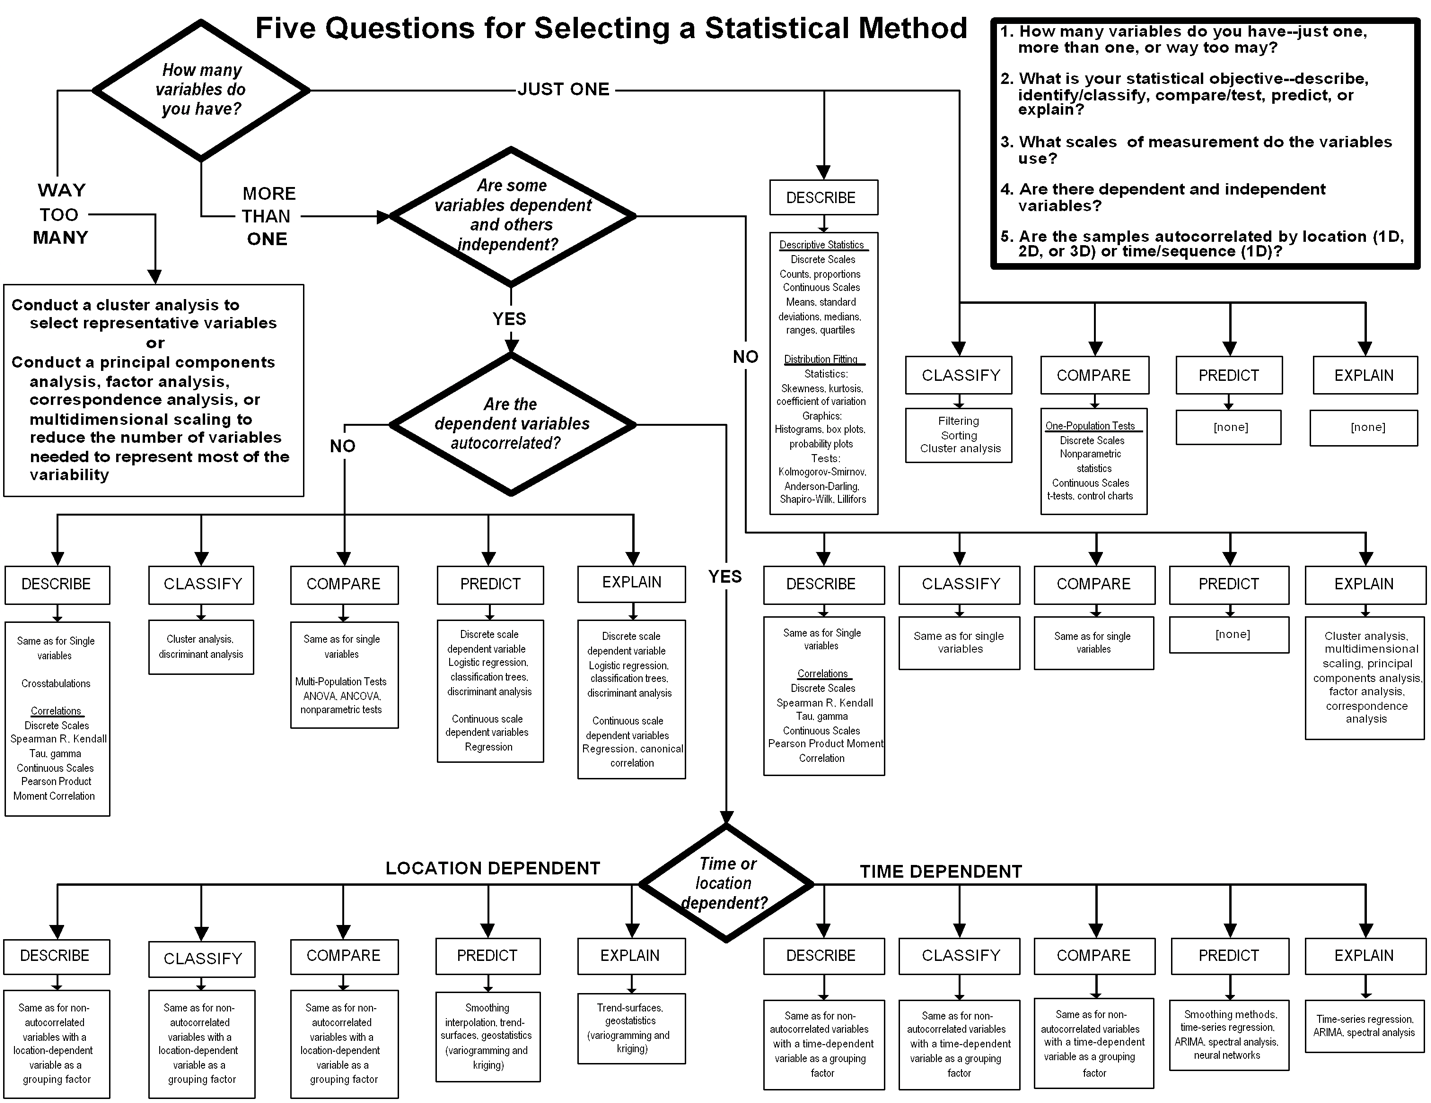 Five Questions for Selecting a Statistical Method
1. How many variables do you have--just one,
more than one, or way too may?
2. What is your statistical objective--describe,
identify/classify, compare/test, predict, or
explain?
3. What scales of measurement do the variables
use?
4. Are there dependent and independent
variables?
5. Are the samples autocorrelated by location (1D,
2D, or 3D) or time/sequence (1D)?
How many
variables do
you have?
JUST ONE
WAY
TOO
MANY
MORE
THAN
ONE
Are some
variables dependent
and others
independent?
Conduct a cluster analysis to
select representative variables
or
Conduct a principal components
analysis, factor analysis,
correspondence analysis, or
multidimensional scaling to
reduce the number of variables
needed to represent most of the
variability
YES
NO
Are the
dependent variables
autocorrelated?
NO
YES
DESCRIBE
Descriptive Statistics
Discrete Scales
Counts, proportions
Continuous Scales
Means, standard
deviations, medians,
ranges, quartiles
Distribution Fitting
Statistics:
Skewness, kurtosis,
coefficient of variation
Graphics:
Histograms, box plots,
probability plots
Tests:
Kolmogorov-Smirnov,
Anderson-Darling,
Shapiro-Wilk, Lillifors
CLASSIFY
Filtering
Sorting
Cluster analysis
COMPARE
One-Population Tests
Discrete Scales
Nonparametric
statistics
Continuous Scales
t-tests, control charts
PREDICT
[none]
EXPLAIN
[none]
DESCRIBE
Same as for Single
variables
Crosstabulations
Correlations
Discrete Scales
Spearman R, Kendall
Tau, gamma
Continuous Scales
Pearson Product
Moment Correlation
CLASSIFY
Cluster analysis,
discriminant analysis
COMPARE
Same as for single
variables
Multi-Population Tests
ANOVA, ANCOVA,
nonparametric tests
PREDICT
Discrete scale
dependent variable
Logistic regression,
classification trees,
discriminant analysis
Continuous scale
dependent variables
Regression
EXPLAIN
Discrete scale
dependent variable
Logistic regression,
classification trees,
discriminant analysis
Continuous scale
dependent variables
Regression, canonical
correlation
DESCRIBE
Same as for Single
variables
Correlations
Discrete Scales
Spearman R, Kendall
Tau, gamma
Continuous Scales
Pearson Product Moment
Correlation
CLASSIFY
Same as for single
variables
COMPARE
Same as for single
variables
PREDICT
[none]
EXPLAIN
Cluster analysis,
multidimensional
scaling, principal
components analysis,
factor analysis,
correspondence
analysis
Time or
location
dependent?
LOCATION DEPENDENT
TIME DEPENDENT
DESCRIBE
Same as for non-
autocorrelated
variables with a
location-dependent
variable as a
grouping factor
CLASSIFY
Same as for non-
autocorrelated
variables with a
location-dependent
variable as a
grouping factor
COMPARE
Same as for non-
autocorrelated
variables with a
location-dependent
variable as a
grouping factor
PREDICT
Smoothing
interpolation, trend-
surfaces, geostatistics
(variogramming and
kriging)
EXPLAIN
Trend-surfaces,
geostatistics
(variogramming and
kriging)
DESCRIBE
Same as for non-
autocorrelated variables
with a time-dependent
variable as a grouping
factor
CLASSIFY
Same as for non-
autocorrelated variables
with a time-dependent
variable as a grouping
factor
COMPARE
Same as for non-
autocorrelated variables
with a time-dependent
variable as a grouping
factor
PREDICT
Smoothing methods,
time-series regression,
ARIMA, spectral analysis,
neural networks
EXPLAIN
Time-series regression,
ARIMA, spectral analysis